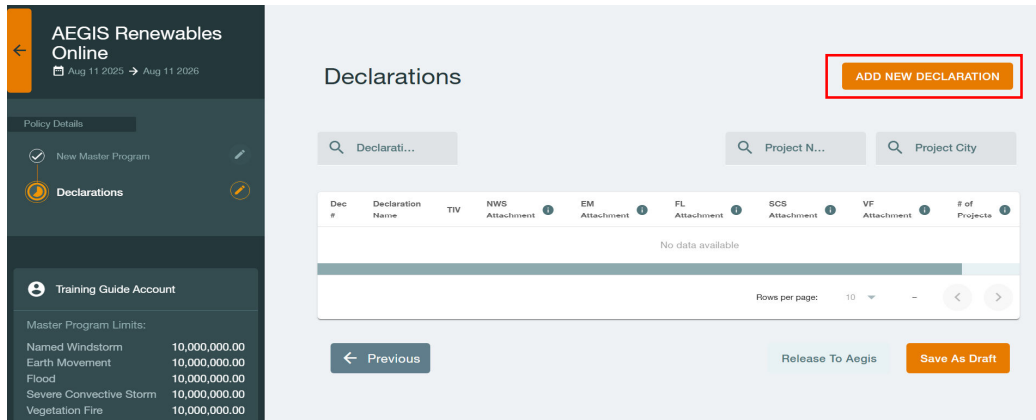 AEGIS Renewables
Online
Aug 11 2025 → Aug 11 2026
Policy Details
New Master Program
Declarations
Training Guide Account
Master Program Limits:
Named Windstorm 10,000,000.00
Earth Movement 10,000,000.00
Flood 10,000,000.00
Severe Convective Storm 10,000,000.00
Vegetation Fire 10,000,000.00
Declarations
ADD NEW DECLARATION
Declarati...
Project N...
Project City
Dec # Declaration Name TIV NWS Attachment EM Attachment FL Attachment SCS Attachment VF Attachment # of Projects
No data available
Rows per page: 10 –
Previous
Release To Aegis
Save As Draft